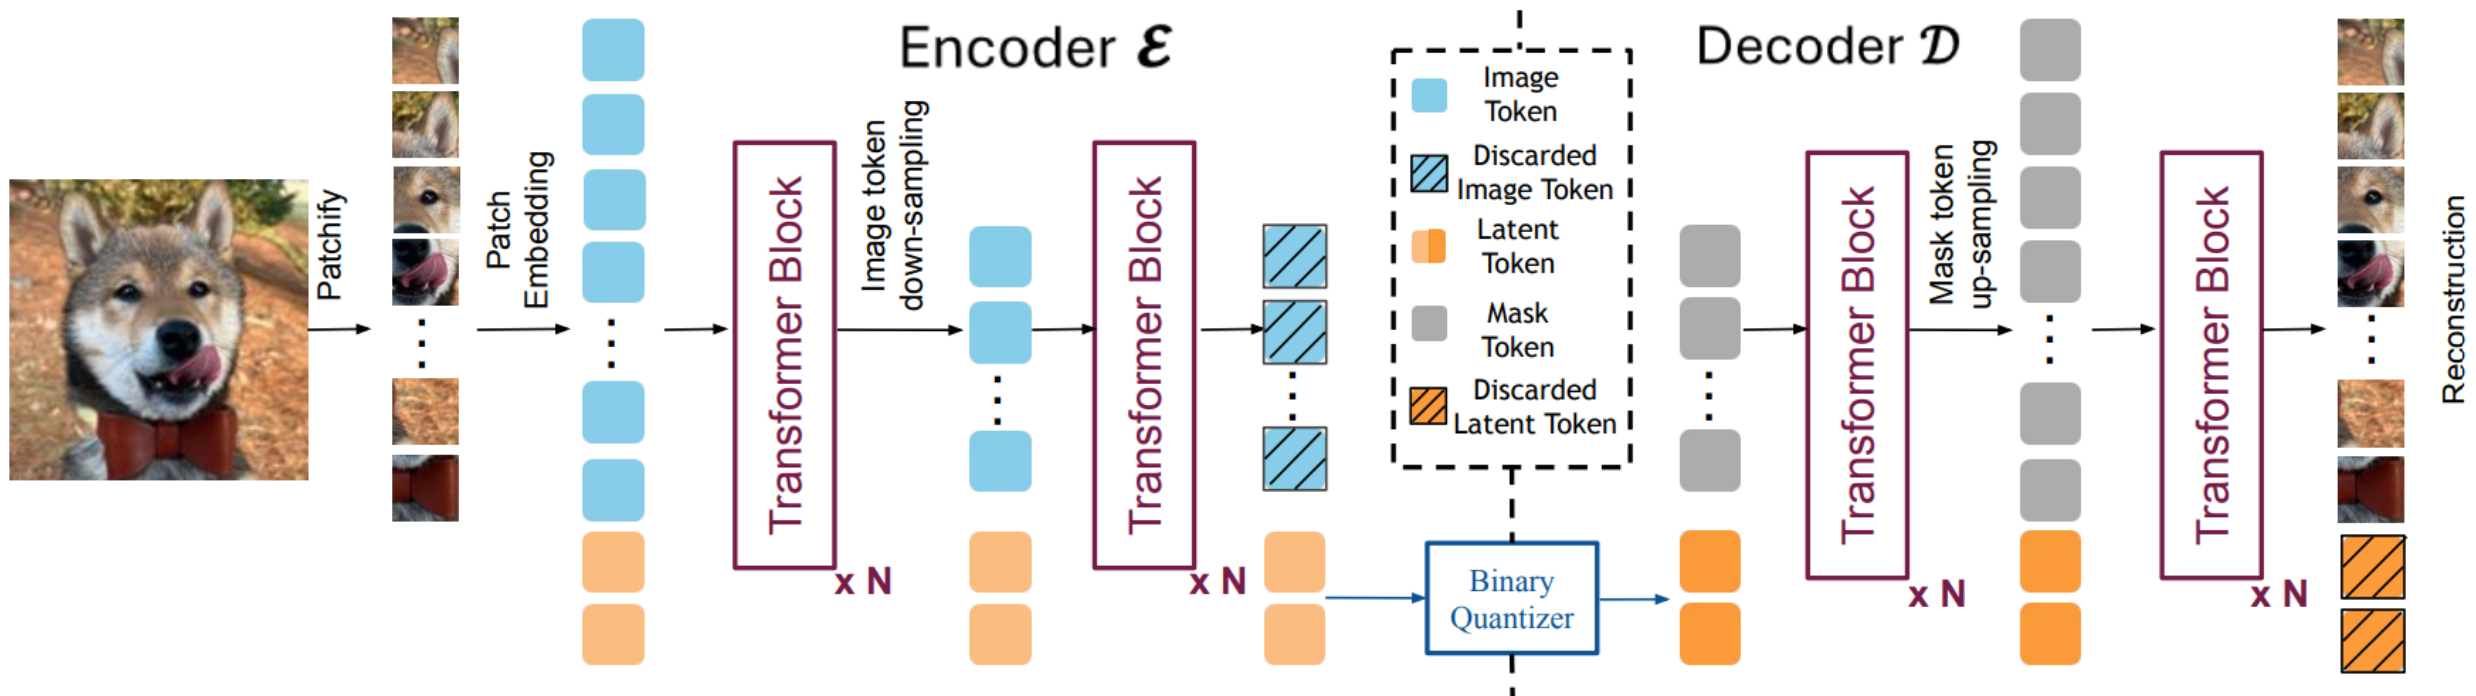 Encoder ℰ
Decoder 𝒟
Patchify
Patch
Embedding
Transformer Block
x N
Image token
down-sampling
Transformer Block
x N
Image
Token
Discarded
Image Token
Latent
Token
Mask
Token
Discarded
Latent Token
Binary
Quantizer
Transformer Block
x N
Mask token
up-sampling
Transformer Block
x N
Reconstruction